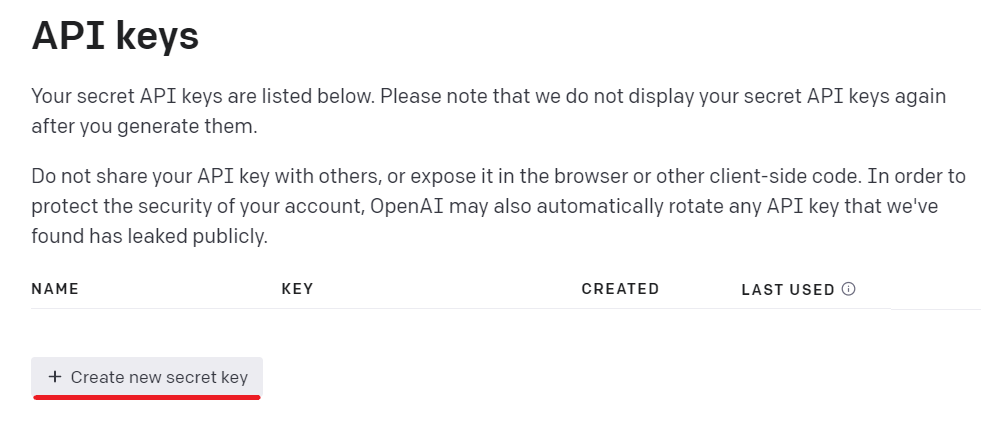 API keys
Your secret API keys are listed below. Please note that we do not display your secret API keys again
after you generate them.
Do not share your API key with others, or expose it in the browser or other client-side code. In order to
protect the security of your account, OpenAI may also automatically rotate any API key that we've
found has leaked publicly.
NAME KEY CREATED LAST USED
+ Create new secret key